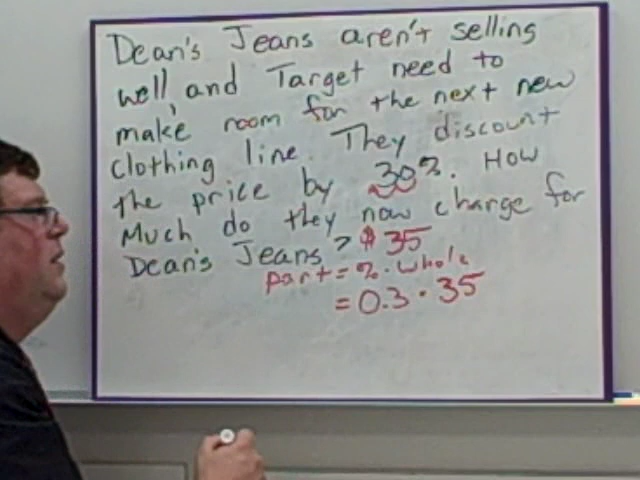 Dean's Jeans aren't selling
well, and Target need to
make room for the next new
clothing line. They discount
the price by 30%. How
Much do they now charge for
Dean's Jeans? $35
part = %. whole
= 0.3 · 35